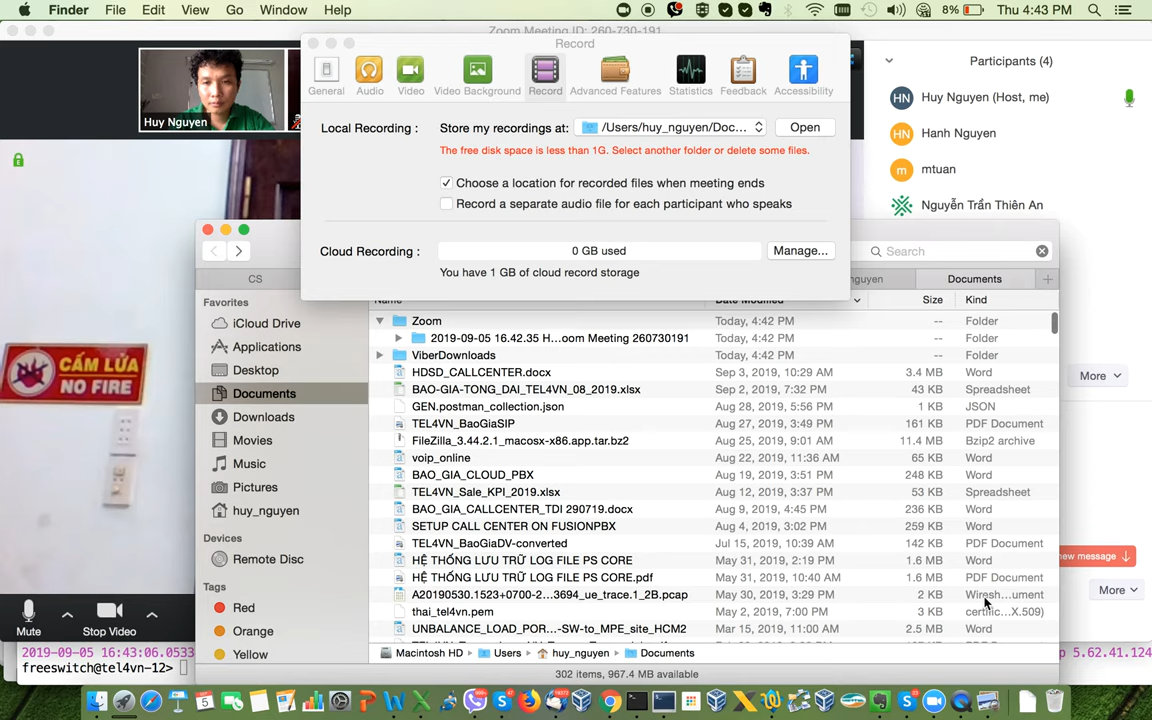 Finder File Edit View Go Window Help 8% Thu 4:43 PM
Zoom Meeting ID: 260-730-191
Record
General Audio Video Video Background Record Advanced Features Statistics Feedback Accessibility
Local Recording : Store my recordings at: /Users/huy_nguyen/Doc... Open
The free disk space is less than 1G. Select another folder or delete some files.
Choose a location for recorded files when meeting ends
Record a separate audio file for each participant who speaks
Cloud Recording : 0 GB used Manage...
You have 1 GB of cloud record storage
Huy Nguyen
Participants (4)
HN Huy Nguyen (Host, me)
HN Hanh Nguyen
m mtuan
Nguyễn Trần Thiên An
More
new message
More
CẤM LỬA
NO FIRE
Search
CS Documents
Name Date Modified Size Kind
Favorites
iCloud Drive
Applications
Desktop
Documents
Downloads
Movies
Music
Pictures
huy_nguyen
Devices
Remote Disc
Tags
Red
Orange
Yellow
Zoom Today, 4:42 PM -- Folder
2019-09-05 16.42.35 H...oom Meeting 260730191 Today, 4:42 PM -- Folder
ViberDownloads Today, 4:42 PM -- Folder
HDSD_CALLCENTER.docx Sep 3, 2019, 10:29 AM 3.4 MB Word
BAO-GIA-TONG_DAI_TEL4VN_08_2019.xlsx Sep 2, 2019, 7:32 PM 43 KB Spreadsheet
GEN.postman_collection.json Aug 28, 2019, 5:56 PM 1 KB JSON
TEL4VN_BaoGiaSIP Aug 27, 2019, 3:49 PM 161 KB PDF Document
FileZilla_3.44.2.1_macosx-x86.app.tar.bz2 Aug 25, 2019, 9:01 AM 11.4 MB Bzip2 archive
voip_online Aug 22, 2019, 11:36 AM 65 KB Word
BAO_GIA_CLOUD_PBX Aug 19, 2019, 3:51 PM 248 KB Word
TEL4VN_Sale_KPI_2019.xlsx Aug 12, 2019, 3:37 PM 53 KB Spreadsheet
BAO_GIA_CALLCENTER_TDI 290719.docx Aug 9, 2019, 4:45 PM 236 KB Word
SETUP CALL CENTER ON FUSIONPBX Aug 4, 2019, 3:02 PM 259 KB Word
TEL4VN_BaoGiaDV-converted Jul 15, 2019, 10:39 AM 142 KB PDF Document
HỆ THỐNG LƯU TRỮ LOG FILE PS CORE May 31, 2019, 2:19 PM 1.6 MB Word
HỆ THỐNG LƯU TRỮ LOG FILE PS CORE.pdf May 31, 2019, 10:40 AM 1.6 MB PDF Document
A20190530.1523+0700-2...3694_ue_trace.1_2B.pcap May 30, 2019, 3:29 PM 2 KB Wiresh...ument
thai_tel4vn.pem May 2, 2019, 7:00 PM 3 KB certific...X.509)
UNBALANCE_LOAD_POR...-SW-to_MPE_site_HCM2 Mar 15, 2019, 11:00 AM 2.5 MB Word
Macintosh HD Users huy_nguyen Documents
302 items, 967.4 MB available
Mute Stop Video
2019-09-05 16:43:06.0533
freeswitch@tel4vn-12>
5.62.41.124